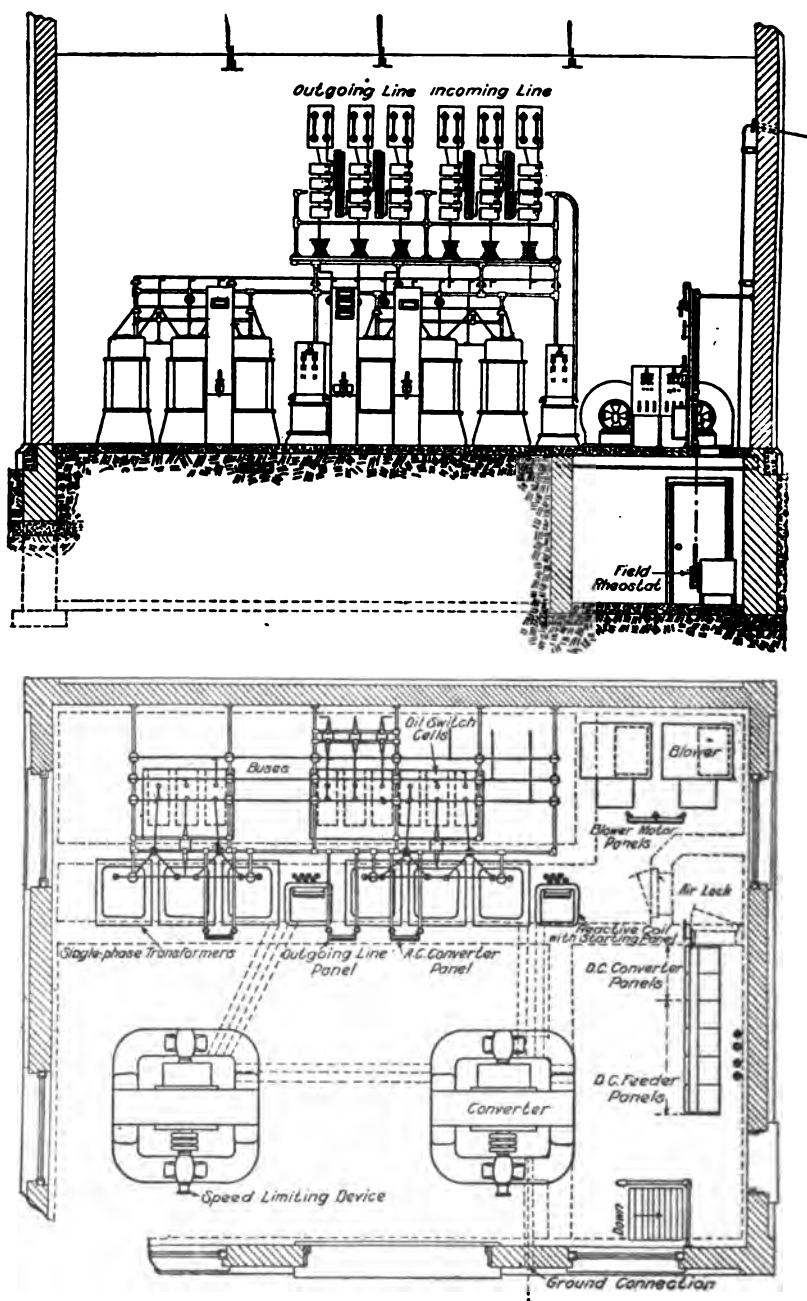 Outgoing Line Incoming Line
Field
Rheostat
Oil Switch
Cells
Buses
Blower
Blower Motor
Panels
Air Lock
Single-phase Transformers
Outgoing Line
Panel
A.C. Converter
Panel
Reactive Coil
with Starting Panel
D.C. Converter
Panels
D.C. Feeder
Panels
Converter
Speed Limiting Device
Down
Ground Connection